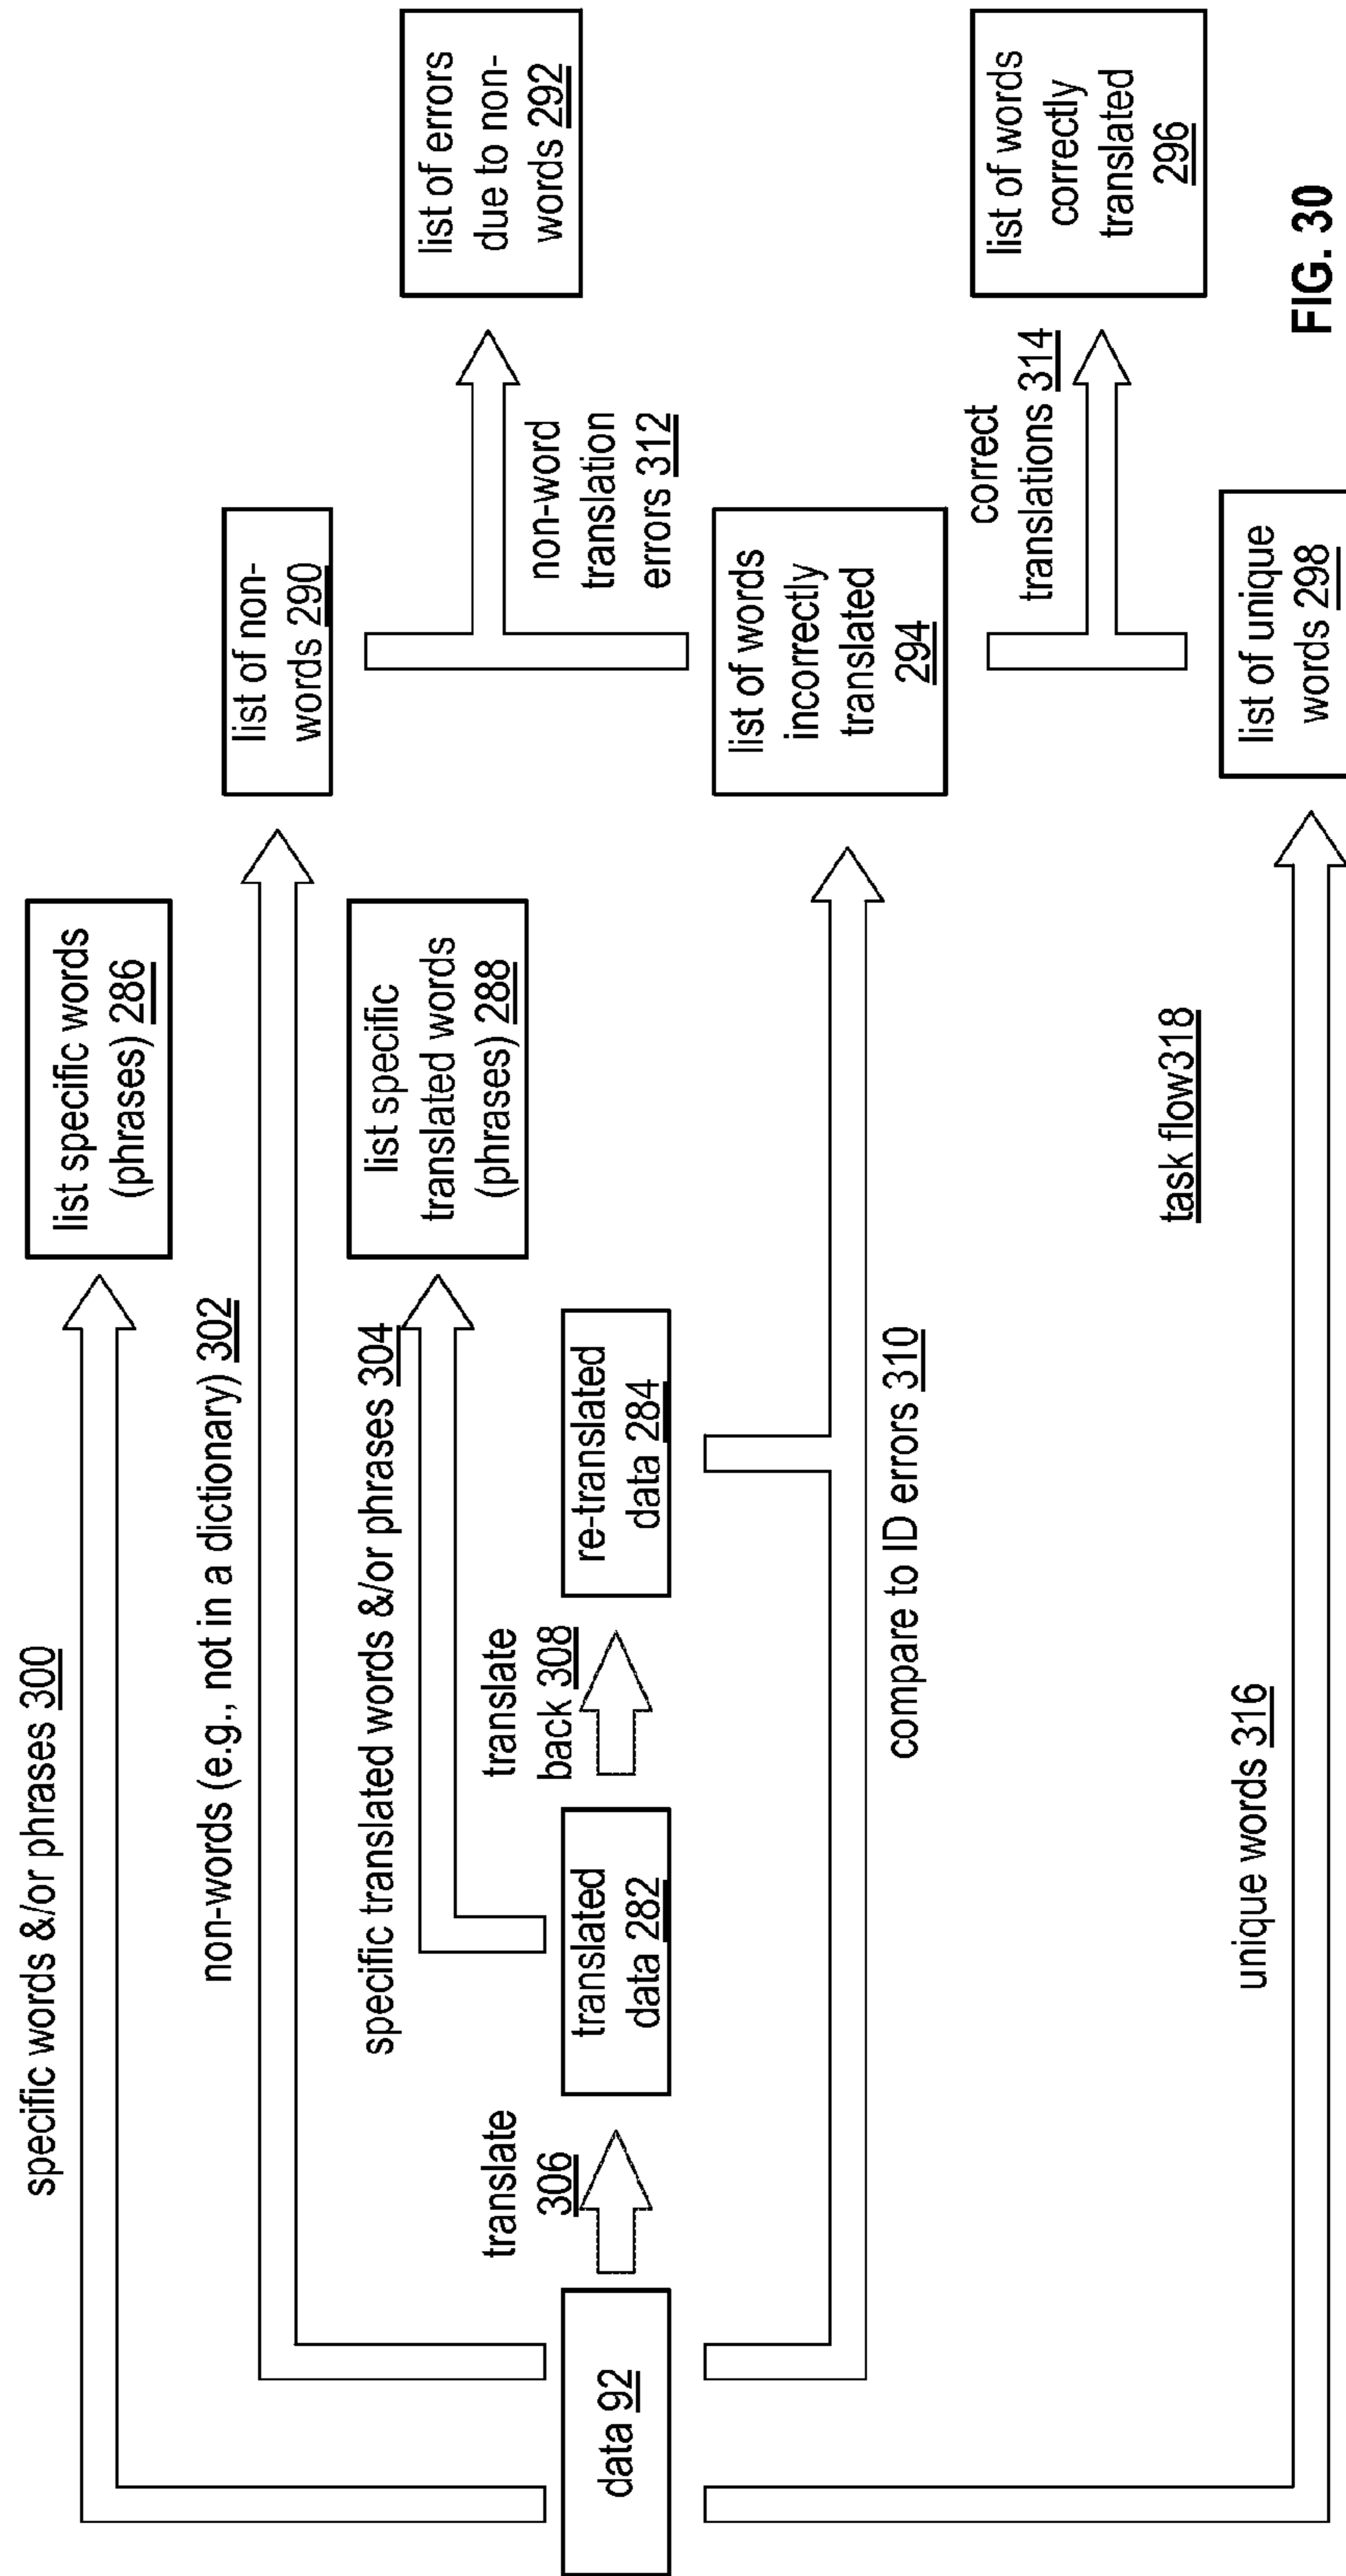 specific words &/or phrases 300
list specific words
(phrases) 286
non-words (e.g., not in a dictionary) 302
list of non-
words 290
specific translated words &/or phrases 304
list specific
translated words
(phrases) 288
list of errors
due to non-
words 292
non-word
translation
errors 312
data 92
translate
306
translated
data 282
translate
back 308
re-translated
data 284
compare to ID errors 310
list of words
incorrectly
translated
294
correct
translations 314
list of words
correctly
translated
296
task flow318
unique words 316
list of unique
words 298
FIG. 30